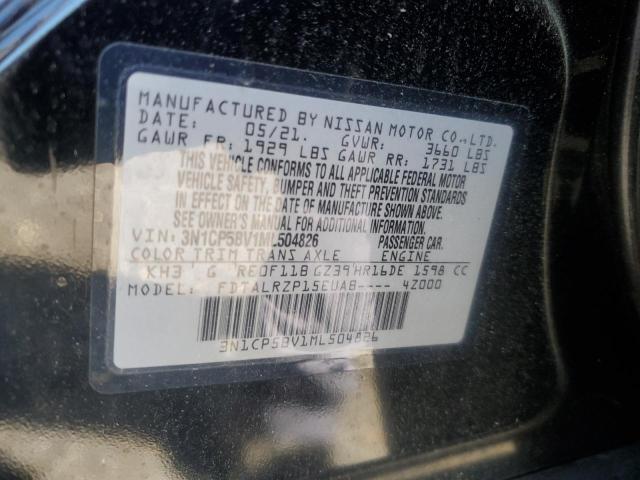 MANUFACTURED BY NISSAN MOTOR CO.,LTD.
DATE: 05/21. GVWR: 3660 LBS
GAWR FR: 1929 LBS GAWR RR: 1731 LBS
THIS VEHICLE CONFORMS TO ALL APPLICABLE FEDERAL MOTOR
VEHICLE SAFETY, BUMPER AND THEFT PREVENTION STANDARDS
IN EFFECT ON THE DATE OF MANUFACTURE SHOWN ABOVE.
SEE OWNER'S MANUAL FOR ADDITIONAL INFORMATION
VIN: 3N1CP5BV1ML504826 PASSENGER CAR.
COLOR TRIM TRANS AXLE ENGINE
KH3 G RE0F11B GZ39 HR16DE 1598 CC
MODEL: FDTALRZP15EUAB---- 4Z000
3N1CP5BV1ML504826